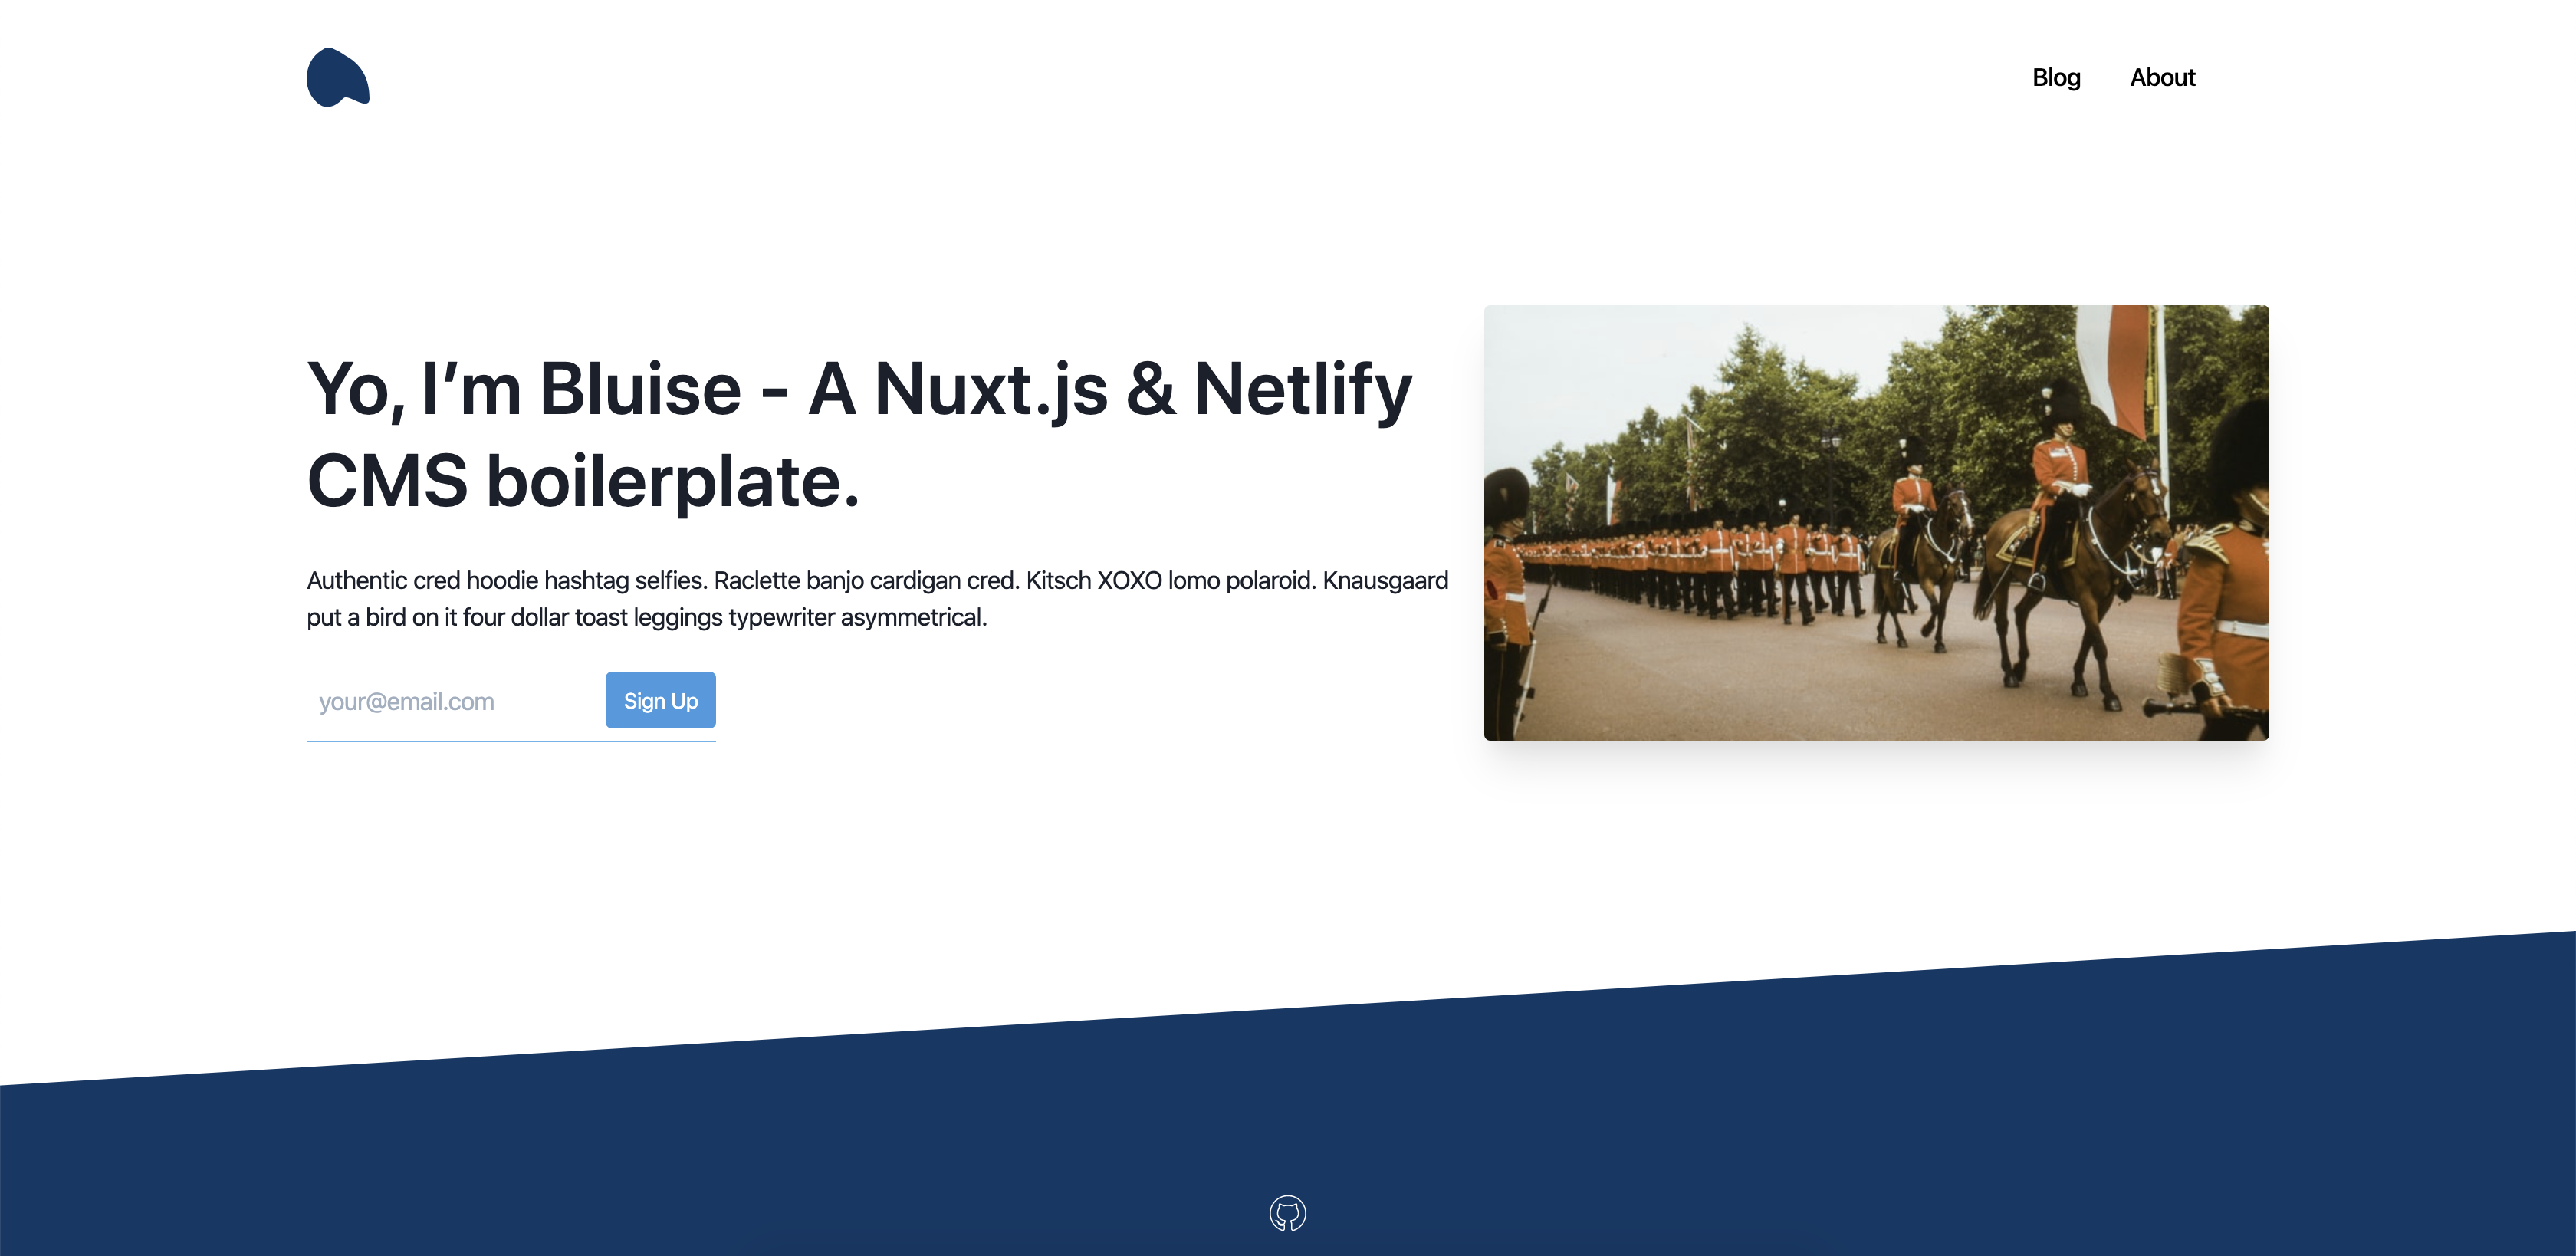 Blog About
Yo, I’m Bluise - A Nuxt.js & Netlify
CMS boilerplate.
Authentic cred hoodie hashtag selfies. Raclette banjo cardigan cred. Kitsch XOXO lomo polaroid. Knausgaard
put a bird on it four dollar toast leggings typewriter asymmetrical.
your@email.com Sign Up